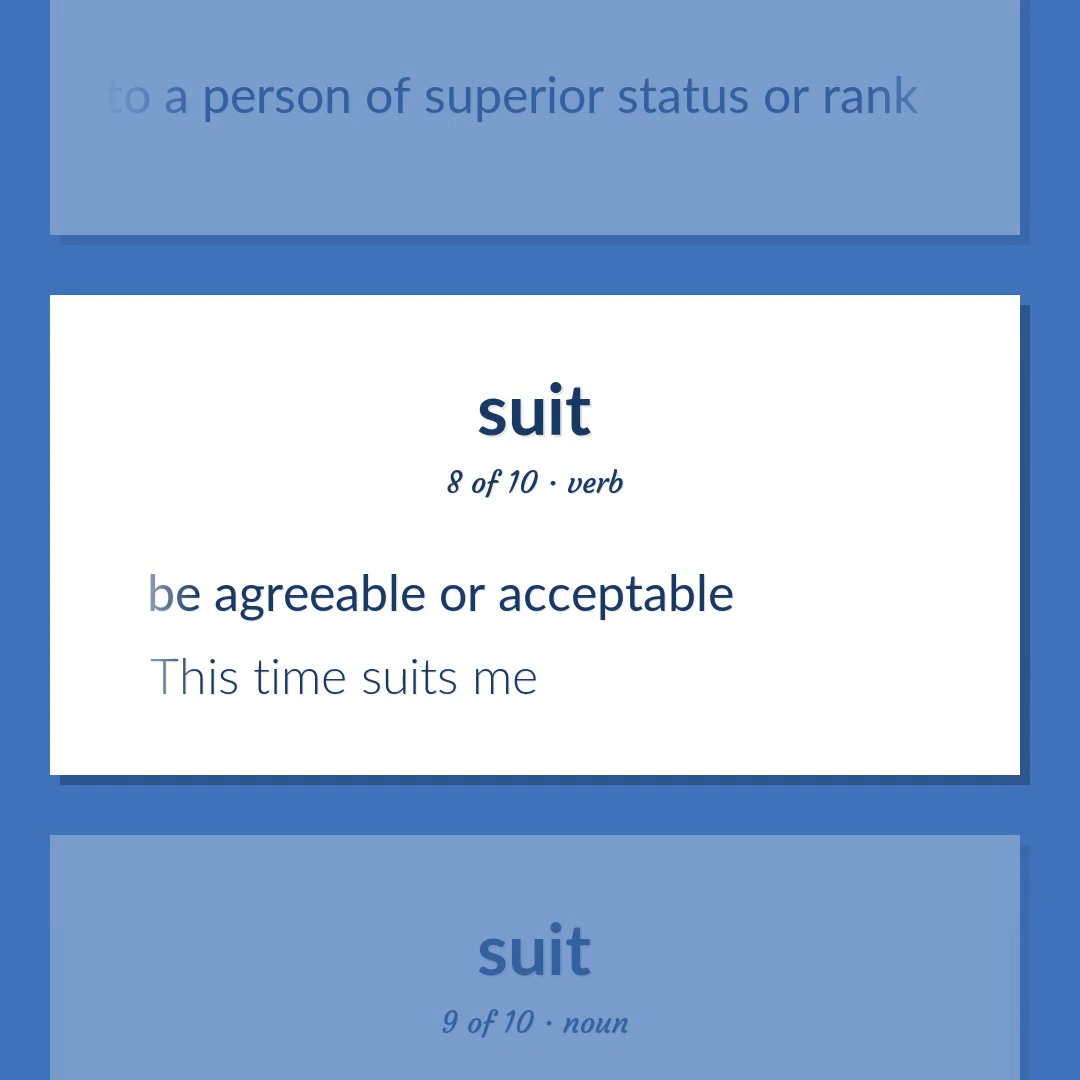 to a person of superior status or rank
suit
8 of 10 · verb
be agreeable or acceptable
This time suits me
suit
9 of 10 · noun